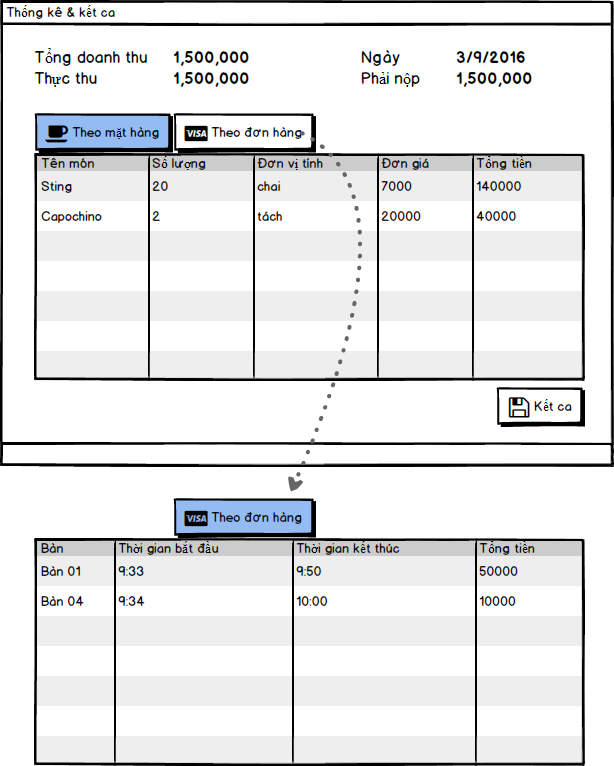 Thống kê & kết ca
Tổng doanh thu 1,500,000 Ngày 3/9/2016
Thực thu 1,500,000 Phải nộp 1,500,000
Theo mặt hàng VISA Theo đơn hàng
Tên món Số lượng Đơn vị tính Đơn giá Tổng tiền
Sting 20 chai 7000 140000
Capochino 2 tách 20000 40000
Kết ca
VISA Theo đơn hàng
Bàn Thời gian bắt đầu Thời gian kết thúc Tổng tiền
Bàn 01 9:33 9:50 50000
Bàn 04 9:34 10:00 10000